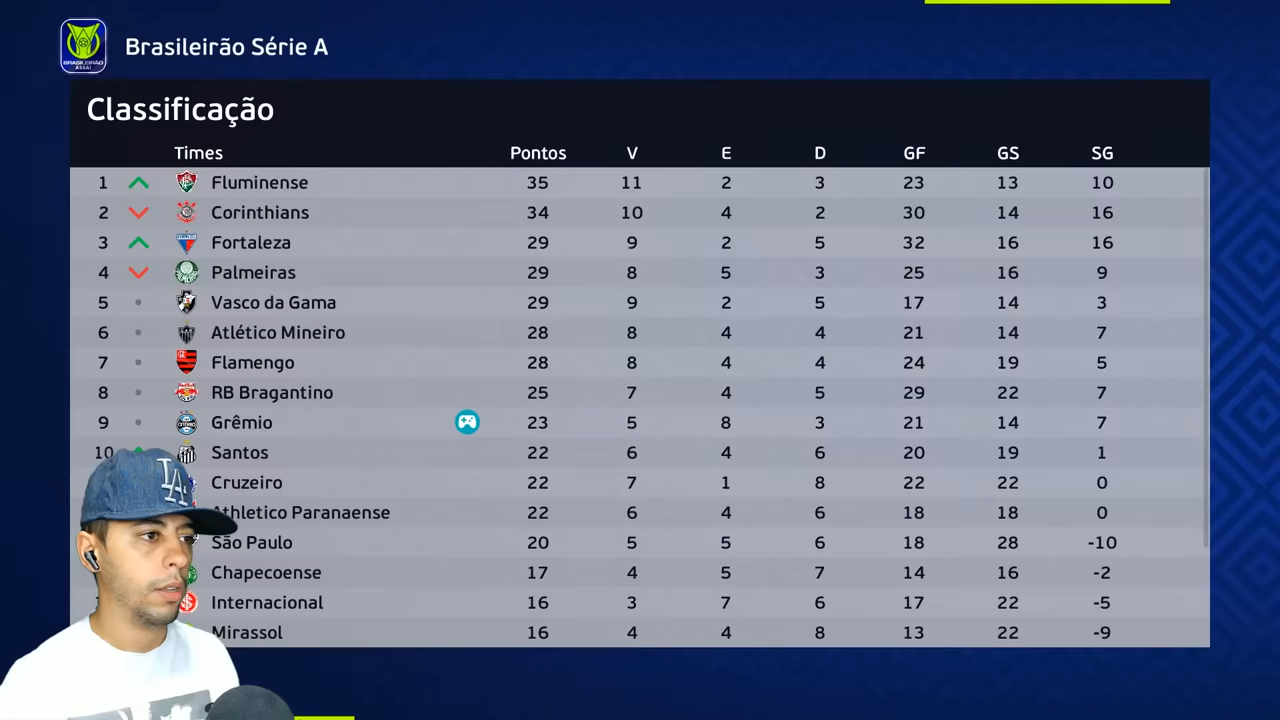 BRASILEIRÃO
ASSAÍ
Brasileirão Série A
Classificação
Times Pontos V E D GF GS SG
1 Fluminense 35 11 2 3 23 13 10
2 Corinthians 34 10 4 2 30 14 16
3 Fortaleza 29 9 2 5 32 16 16
4 Palmeiras 29 8 5 3 25 16 9
5 Vasco da Gama 29 9 2 5 17 14 3
6 Atlético Mineiro 28 8 4 4 21 14 7
7 Flamengo 28 8 4 4 24 19 5
8 RB Bragantino 25 7 4 5 29 22 7
9 Grêmio 23 5 8 3 21 14 7
10 Santos 22 6 4 6 20 19 1
Cruzeiro 22 7 1 8 22 22 0
Athletico Paranaense 22 6 4 6 18 18 0
São Paulo 20 5 5 6 18 28 -10
Chapecoense 17 4 5 7 14 16 -2
Internacional 16 3 7 6 17 22 -5
Mirassol 16 4 4 8 13 22 -9
LA